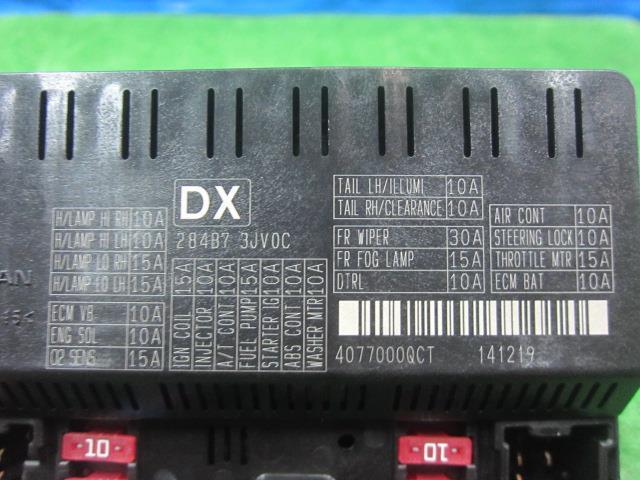 DX
284B7 3JV0C
H/LAMP HI RH 10A
H/LAMP HI LH 10A
H/LAMP LO RH 15A
H/LAMP LO LH 15A
ECM VB 10A
ENG SOL 10A
O2 SENS 15A
IGN COIL 15A
INJECTOR 10A
A/T CONT 10A
FUEL PUMP 15A
STARTER IG 10A
ABS CONT 10A
WASHER MTR 10A
TAIL LH/ILLUMI 10A
TAIL RH/CLEARANCE 10A
FR WIPER 30A
FR FOG LAMP 15A
DTRL 10A
AIR CONT 10A
STEERING LOCK 10A
THROTTLE MTR 15A
ECM BAT 10A
4077000QCT 141219
10
10